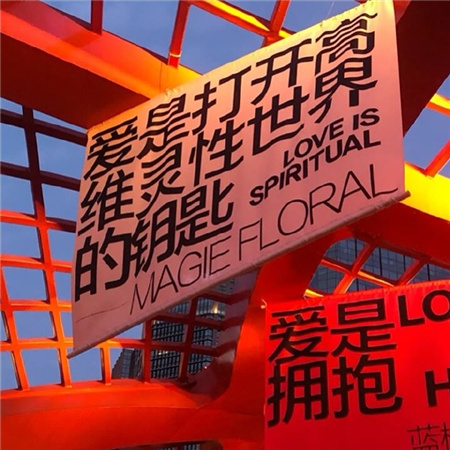 爱是打开高
维灵性世界
的钥匙
LOVE IS
SPIRITUAL
—MAGIE FLORAL
爱是
拥抱
LO
H
蓝